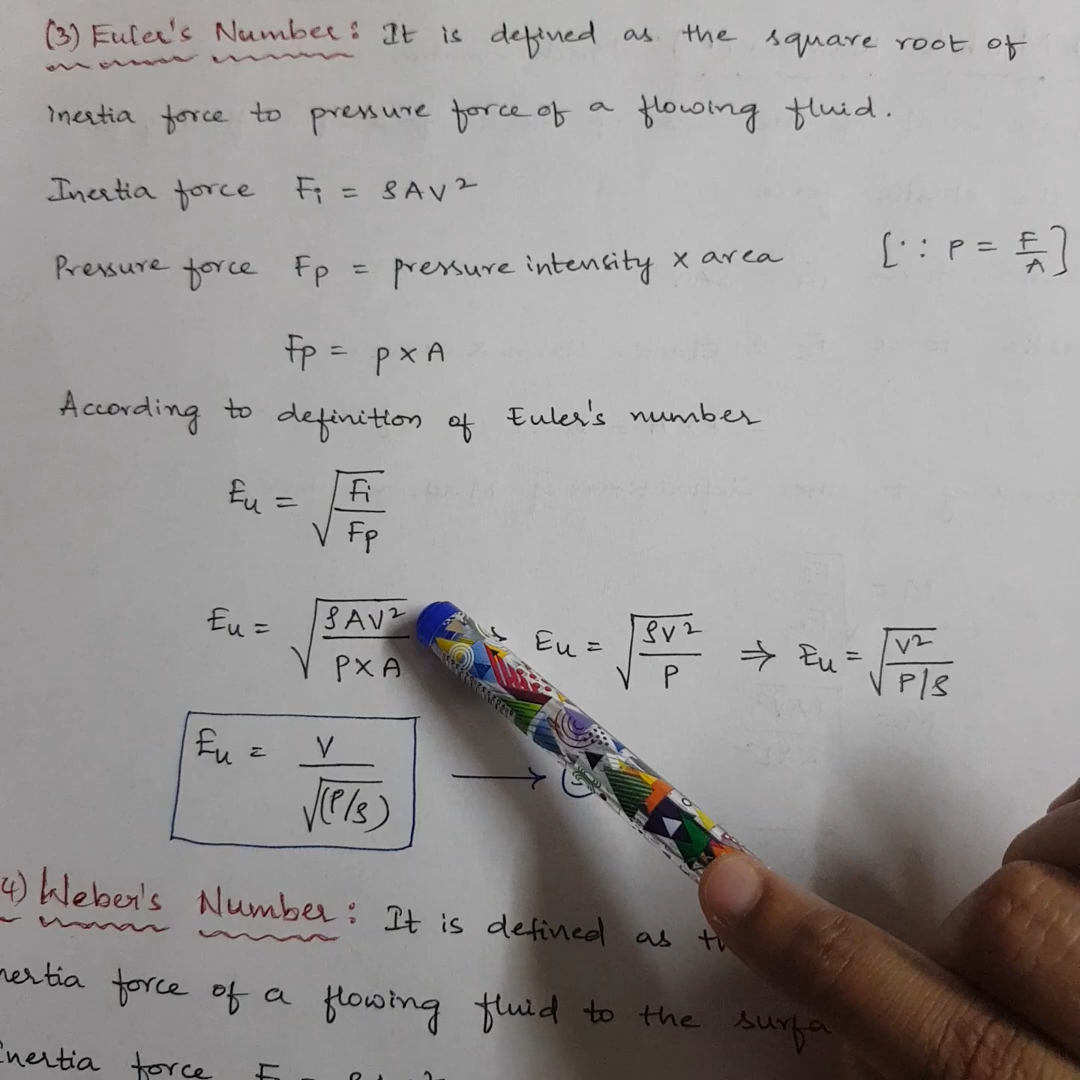 (3) Euler's Number: It is defined as the square root of
inertia force to pressure force of a flowing fluid.
Inertia force Fi = ρAV²
Pressure force Fp = pressure intensity × area [∵ P = F/A]
Fp = p × A
According to definition of Euler's number
Eu = √(Fi/Fp)
Eu = √(ρAV²/P×A) Eu = √(ρV²/P) ⇒ Eu = √(V²/P/ρ)
Eu = V/√(P/ρ) →
4) Weber's Number: It is defined as
inertia force of a flowing fluid to the
Inertia force F